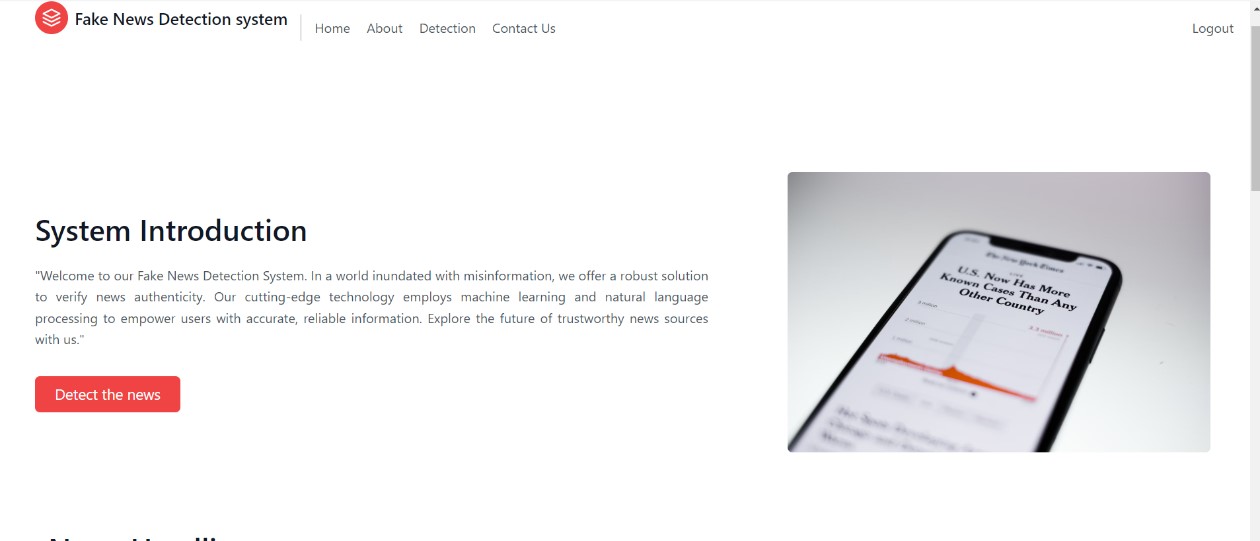 Fake News Detection system
Home
About
Detection
Contact Us
Logout
System Introduction
"Welcome to our Fake News Detection System. In a world inundated with misinformation, we offer a robust solution
to verify news authenticity. Our cutting-edge technology employs machine learning and natural language
processing to empower users with accurate, reliable information. Explore the future of trustworthy news sources
with us."
Detect the news
The New York Times
U.S. Now Has More
Known Cases Than Any
Other Country